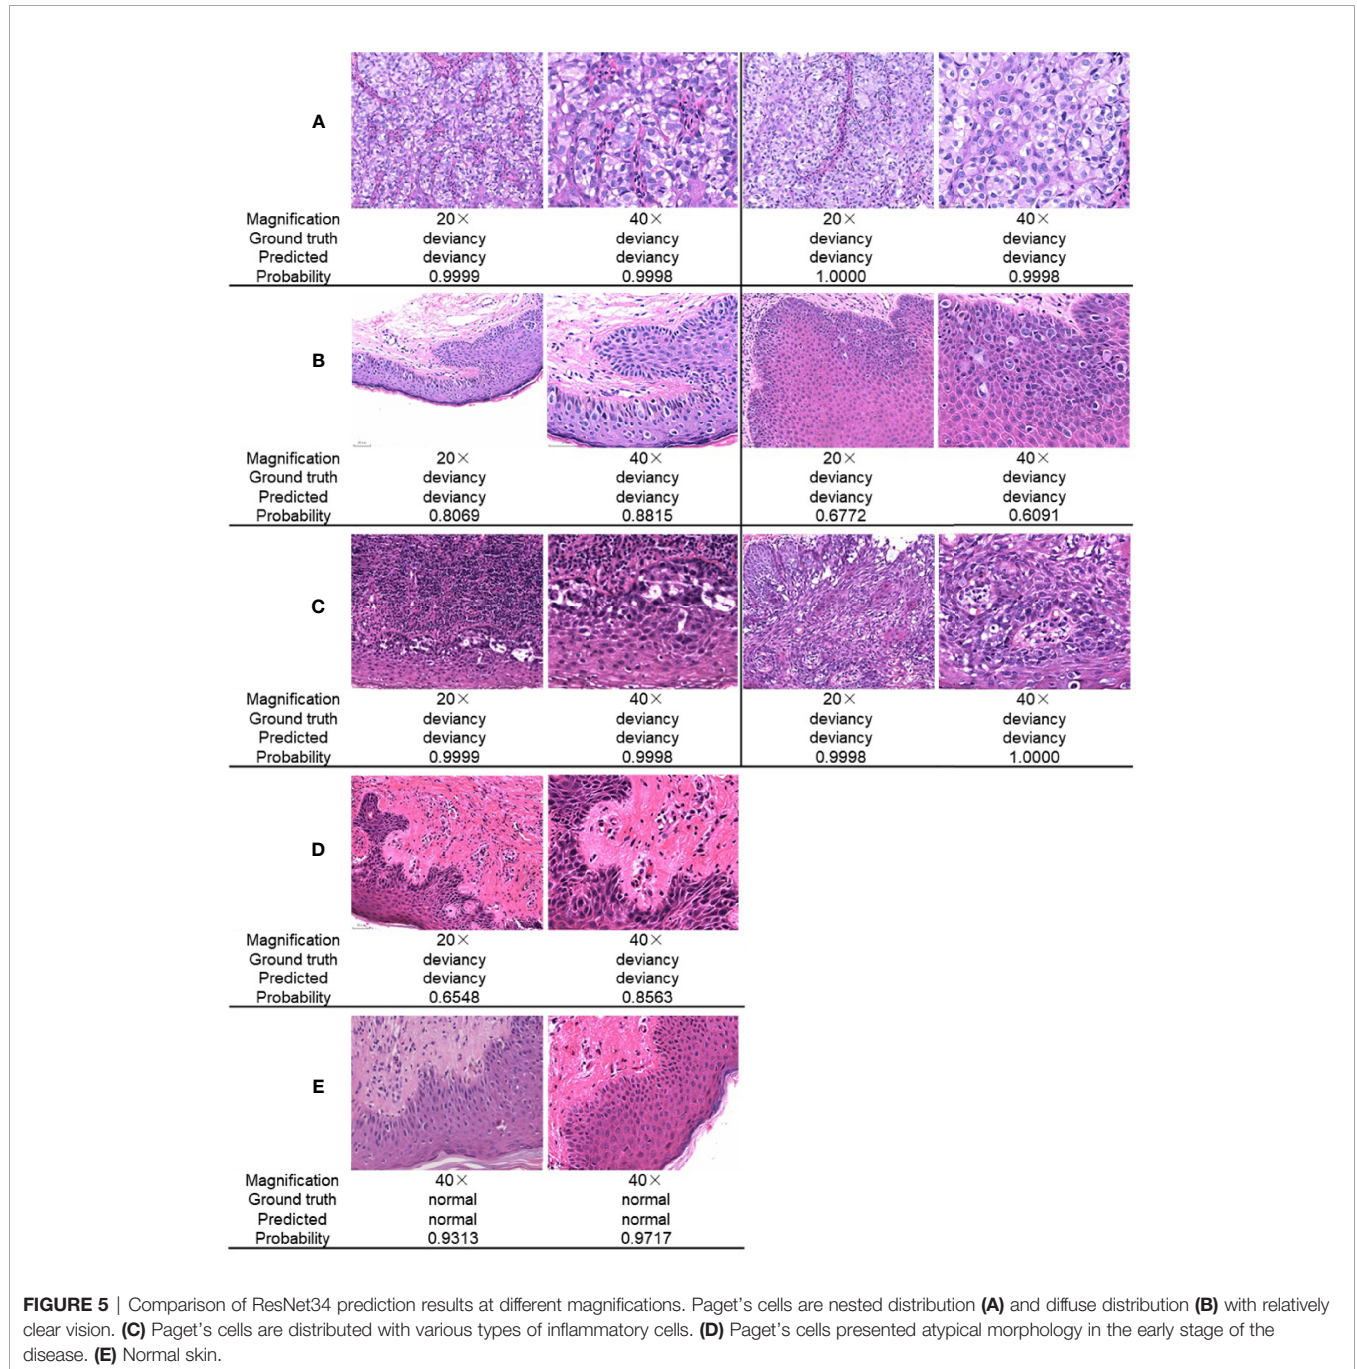 A
Magnification 20× 40× 20× 40×
Ground truth deviancy deviancy deviancy deviancy
Predicted deviancy deviancy deviancy deviancy
Probability 0.9999 0.9998 1.0000 0.9998
B
Magnification 20× 40× 20× 40×
Ground truth deviancy deviancy deviancy deviancy
Predicted deviancy deviancy deviancy deviancy
Probability 0.8069 0.8815 0.6772 0.6091
C
Magnification 20× 40× 20× 40×
Ground truth deviancy deviancy deviancy deviancy
Predicted deviancy deviancy deviancy deviancy
Probability 0.9999 0.9998 0.9998 1.0000
D
Magnification 20× 40×
Ground truth deviancy deviancy
Predicted deviancy deviancy
Probability 0.6548 0.8563
E
Magnification 40× 40×
Ground truth normal normal
Predicted normal normal
Probability 0.9313 0.9717
FIGURE 5 | Comparison of ResNet34 prediction results at different magnifications. Paget's cells are nested distribution (A) and diffuse distribution (B) with relatively
clear vision. (C) Paget's cells are distributed with various types of inflammatory cells. (D) Paget's cells presented atypical morphology in the early stage of the
disease. (E) Normal skin.